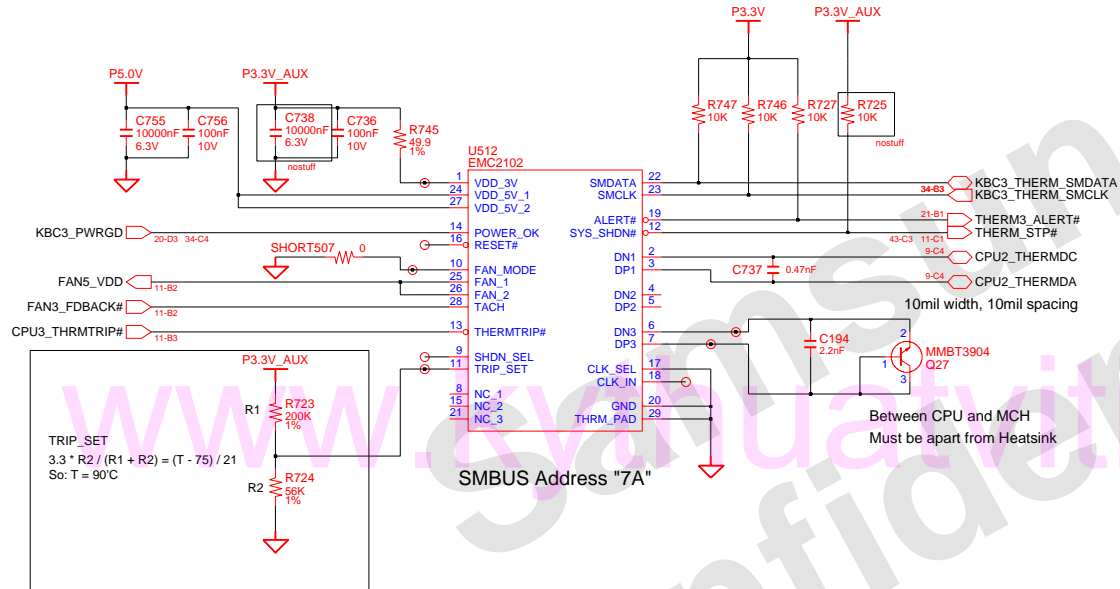 P3.3V
P3.3V_AUX
P5.0V
P3.3V_AUX
C755
10000nF
6.3V
C756
100nF
10V
C738
10000nF
6.3V
nostuff
C736
100nF
10V
R745
49.9
1%
R747
10K
R746
10K
R727
10K
R725
10K
nostuff
U512
EMC2102
1 VDD_3V
24 VDD_5V_1
27 VDD_5V_2
14 POWER_OK
16 RESET#
10 FAN_MODE
25 FAN_1
26 FAN_2
28 TACH
13 THERMTRIP#
9 SHDN_SEL
11 TRIP_SET
8 NC_1
15 NC_2
21 NC_3
SMDATA 22
SMCLK 23
ALERT# 19
SYS_SHDN# 12
DN1 2
DP1 3
DN2 4
DP2 5
DN3 6
DP3 7
CLK_SEL 17
CLK_IN 18
GND 20
THRM_PAD 29
KBC3_PWRGD
20-D3 34-C4
SHORT507 0
FAN5_VDD
11-B2
FAN3_FDBACK#
11-B2
CPU3_THRMTRIP#
11-B3
KBC3_THERM_SMDATA
34-B3
KBC3_THERM_SMCLK
21-B1
THERM3_ALERT#
43-C3 11-C1
THERM_STP#
9-C4
CPU2_THERMDC
C737 0.47nF
9-C4
CPU2_THERMDA
10mil width, 10mil spacing
C194
2.2nF
2
1
3
MMBT3904
Q27
Between CPU and MCH
Must be apart from Heatsink
P3.3V_AUX
R1
R723
200K
1%
TRIP_SET
3.3 * R2 / (R1 + R2) = (T - 75) / 21
So: T = 90'C
R2
R724
56K
1%
SMBUS Address "7A"
www.kythuatvit
Samsun
onfiden